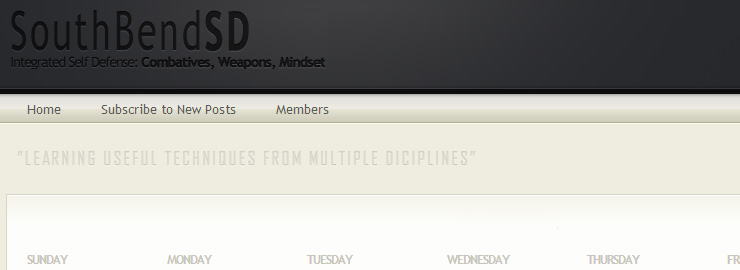 SouthBendSD
Integrated Self Defense: Combatives, Weapons, Mindset
Home Subscribe to New Posts Members
"LEARNING USEFUL TECHNIQUES FROM MULTIPLE DICIPLINES"
SUNDAY MONDAY TUESDAY WEDNESDAY THURSDAY FR